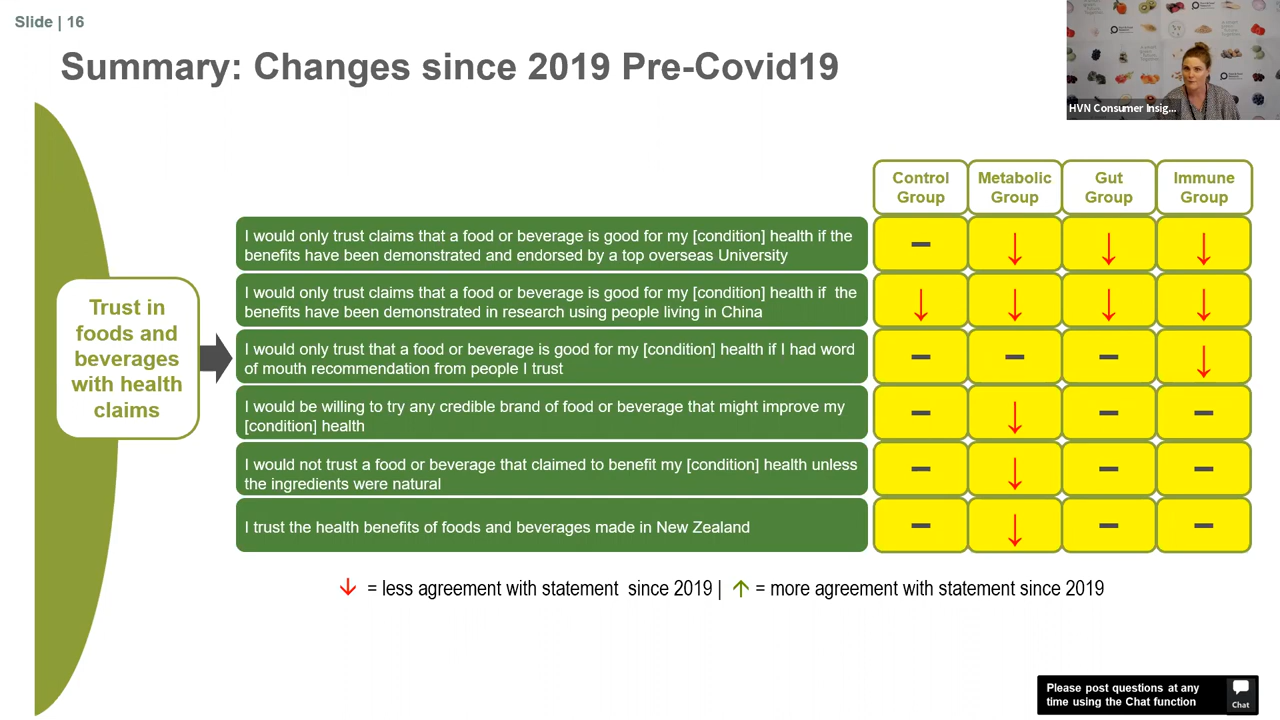 Slide | 16
Summary: Changes since 2019 Pre-Covid19
HVN Consumer Insig...
Control
Group
Metabolic
Group
Gut
Group
Immune
Group
Trust in
foods and
beverages
with health
claims
I would only trust claims that a food or beverage is good for my [condition] health if the
benefits have been demonstrated and endorsed by a top overseas University
I would only trust claims that a food or beverage is good for my [condition] health if the
benefits have been demonstrated in research using people living in China
I would only trust that a food or beverage is good for my [condition] health if I had word
of mouth recommendation from people I trust
I would be willing to try any credible brand of food or beverage that might improve my
[condition] health
I would not trust a food or beverage that claimed to benefit my [condition] health unless
the ingredients were natural
I trust the health benefits of foods and beverages made in New Zealand
↓ = less agreement with statement since 2019 | ↑ = more agreement with statement since 2019
Please post questions at any
time using the Chat function
Chat